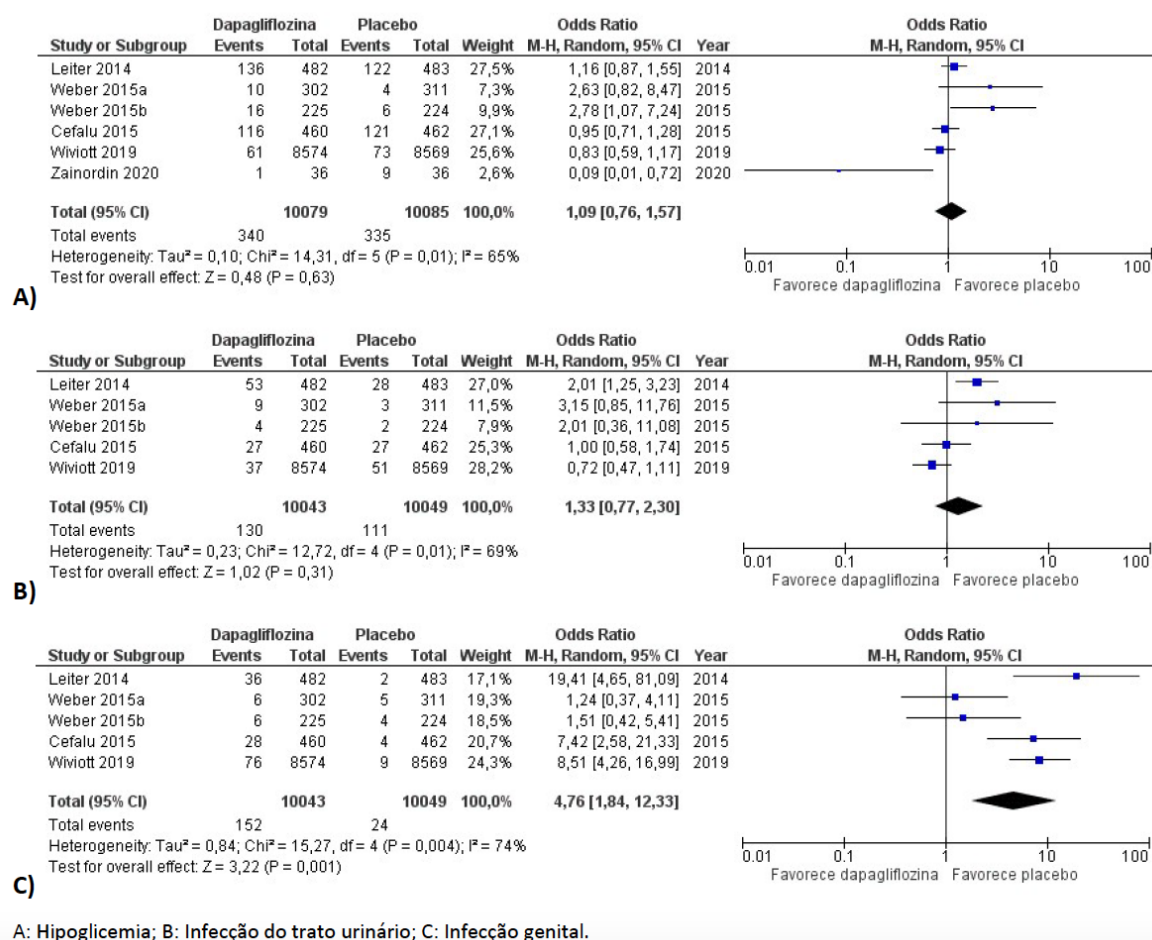 Dapagliflozina Placebo Odds Ratio Odds Ratio
Study or Subgroup Events Total Events Total Weight M-H, Random, 95% CI Year M-H, Random, 95% CI
Leiter 2014 136 482 122 483 27,5% 1,16 [0,87, 1,55] 2014
Weber 2015a 10 302 4 311 7,3% 2,63 [0,82, 8,47] 2015
Weber 2015b 16 225 6 224 9,9% 2,78 [1,07, 7,24] 2015
Cefalu 2015 116 460 121 462 27,1% 0,95 [0,71, 1,28] 2015
Wiviott 2019 61 8574 73 8569 25,6% 0,83 [0,59, 1,17] 2019
Zainordin 2020 1 36 9 36 2,6% 0,09 [0,01, 0,72] 2020
Total (95% CI) 10079 10085 100,0% 1,09 [0,76, 1,57]
Total events 340 335
Heterogeneity: Tau² = 0,10; Chi² = 14,31, df = 5 (P = 0,01); I² = 65%
Test for overall effect: Z = 0,48 (P = 0,63)
0.01 0.1 1 10 100
Favorece dapagliflozina Favorece placebo
A)
Dapagliflozina Placebo Odds Ratio Odds Ratio
Study or Subgroup Events Total Events Total Weight M-H, Random, 95% CI Year M-H, Random, 95% CI
Leiter 2014 53 482 28 483 27,0% 2,01 [1,25, 3,23] 2014
Weber 2015a 9 302 3 311 11,5% 3,15 [0,85, 11,76] 2015
Weber 2015b 4 225 2 224 7,9% 2,01 [0,36, 11,08] 2015
Cefalu 2015 27 460 27 462 25,3% 1,00 [0,58, 1,74] 2015
Wiviott 2019 37 8574 51 8569 28,2% 0,72 [0,47, 1,11] 2019
Total (95% CI) 10043 10049 100,0% 1,33 [0,77, 2,30]
Total events 130 111
Heterogeneity: Tau² = 0,23; Chi² = 12,72, df = 4 (P = 0,01); I² = 69%
Test for overall effect: Z = 1,02 (P = 0,31)
0.01 0.1 1 10 100
Favorece dapagliflozina Favorece placebo
B)
Dapagliflozina Placebo Odds Ratio Odds Ratio
Study or Subgroup Events Total Events Total Weight M-H, Random, 95% CI Year M-H, Random, 95% CI
Leiter 2014 36 482 2 483 17,1% 19,41 [4,65, 81,09] 2014
Weber 2015a 6 302 5 311 19,3% 1,24 [0,37, 4,11] 2015
Weber 2015b 6 225 4 224 18,5% 1,51 [0,42, 5,41] 2015
Cefalu 2015 28 460 4 462 20,7% 7,42 [2,58, 21,33] 2015
Wiviott 2019 76 8574 9 8569 24,3% 8,51 [4,26, 16,99] 2019
Total (95% CI) 10043 10049 100,0% 4,76 [1,84, 12,33]
Total events 152 24
Heterogeneity: Tau² = 0,84; Chi² = 15,27, df = 4 (P = 0,004); I² = 74%
Test for overall effect: Z = 3,22 (P = 0,001)
0.01 0.1 1 10 100
Favorece dapagliflozina Favorece placebo
C)
A: Hipoglicemia; B: Infecção do trato urinário; C: Infecção genital.